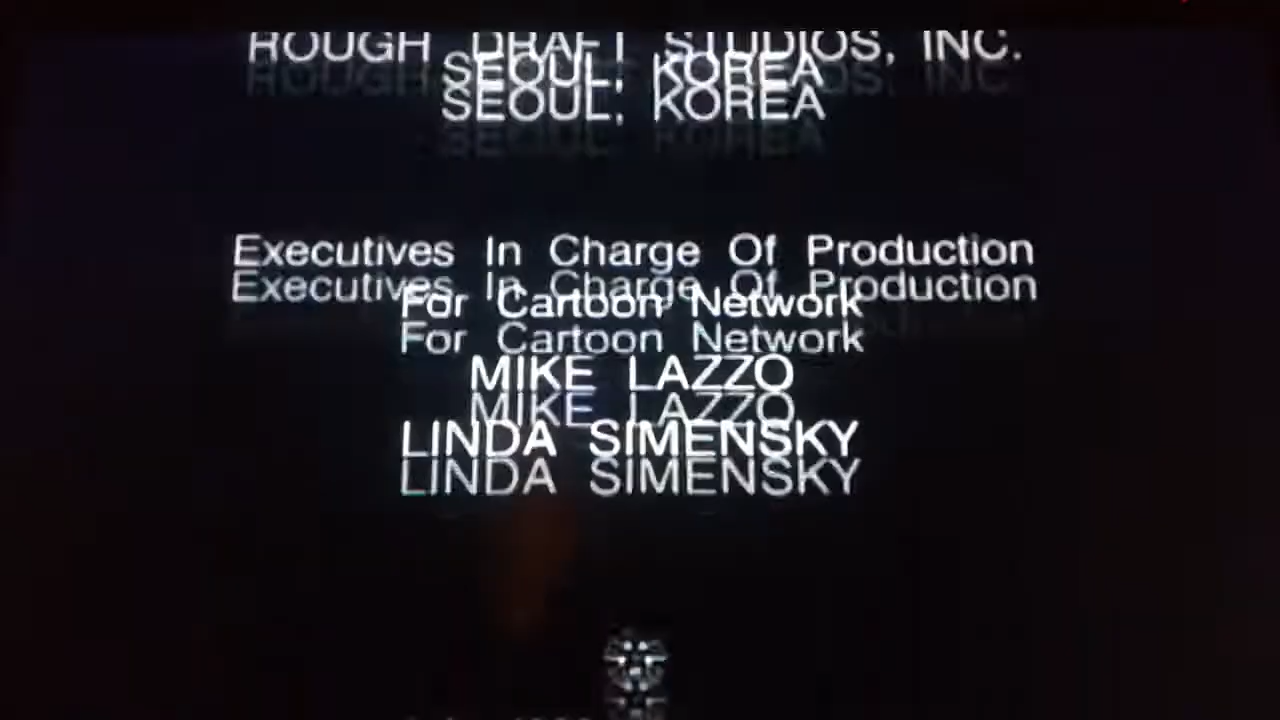 ROUGH DRAFT STUDIOS, INC.
SEOUL, KOREA
Executives In Charge Of Production
For Cartoon Network
MIKE LAZZO
LINDA SIMENSKY